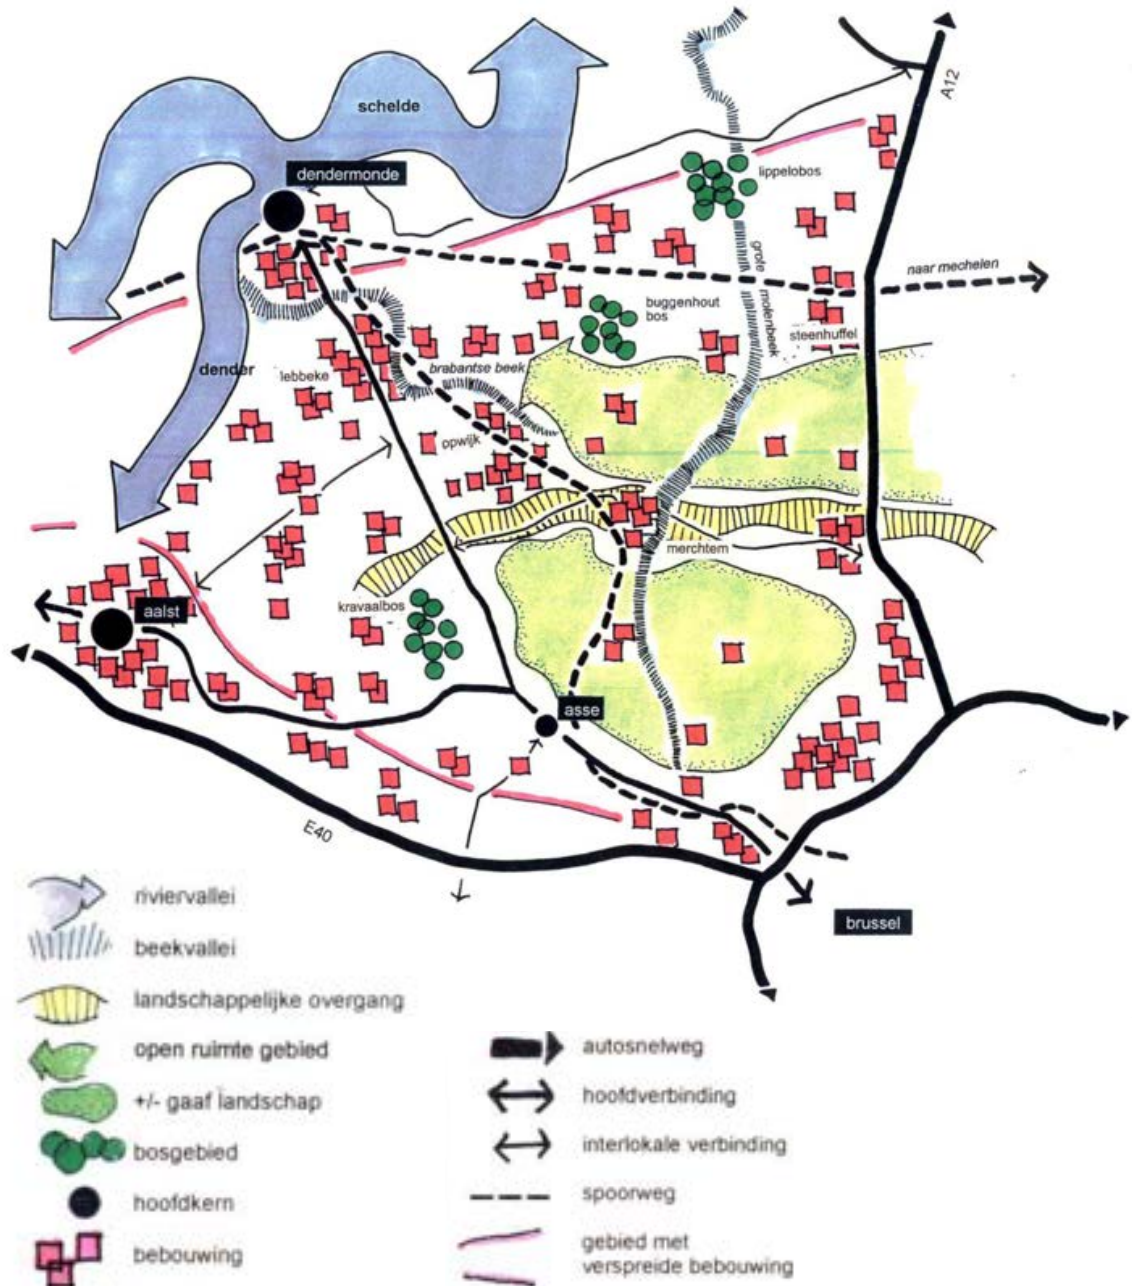 A12
schelde
dendermonde
lippelobos
grote molenbeek
naar mechelen
buggenhout
bos
steenhuffel
dender
lebbeke
brabantse beek
opwijk
merchtem
kravaalbos
aalst
asse
E40
brussel
riviervallei
beekvallei
landschappelijke overgang
open ruimte gebied
+/- gaaf landschap
bosgebied
hoofdkern
bebouwing
autosnelweg
hoofdverbinding
interlokale verbinding
spoorweg
gebied met
verspreide bebouwing